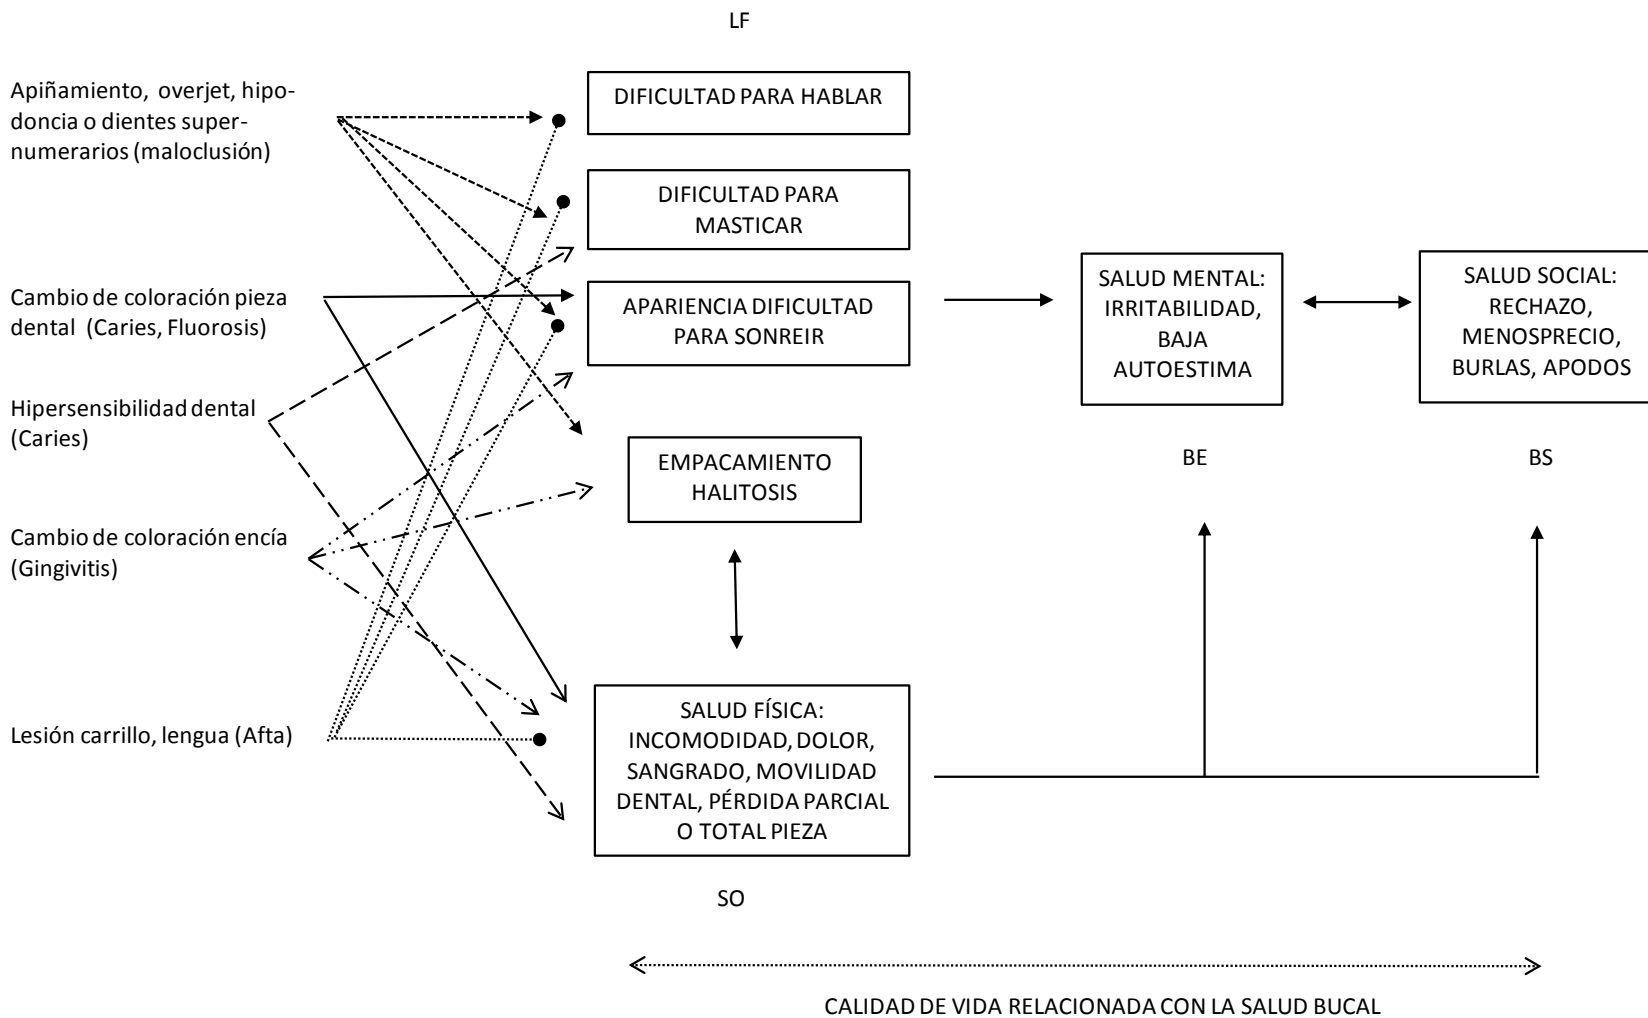 LF
Apiñamiento, overjet, hipo-
doncia o dientes super-
numerarios (maloclusión)
Cambio de coloración pieza
dental (Caries, Fluorosis)
Hipersensibilidad dental
(Caries)
Cambio de coloración encía
(Gingivitis)
Lesión carrillo, lengua (Afta)
DIFICULTAD PARA HABLAR
DIFICULTAD PARA
MASTICAR
APARIENCIA DIFICULTAD
PARA SONREIR
EMPACAMIENTO
HALITOSIS
SALUD FÍSICA:
INCOMODIDAD, DOLOR,
SANGRADO, MOVILIDAD
DENTAL, PÉRDIDA PARCIAL
O TOTAL PIEZA
SO
SALUD MENTAL:
IRRITABILIDAD,
BAJA
AUTOESTIMA
BE
SALUD SOCIAL:
RECHAZO,
MENOSPRECIO,
BURLAS, APODOS
BS
CALIDAD DE VIDA RELACIONADA CON LA SALUD BUCAL